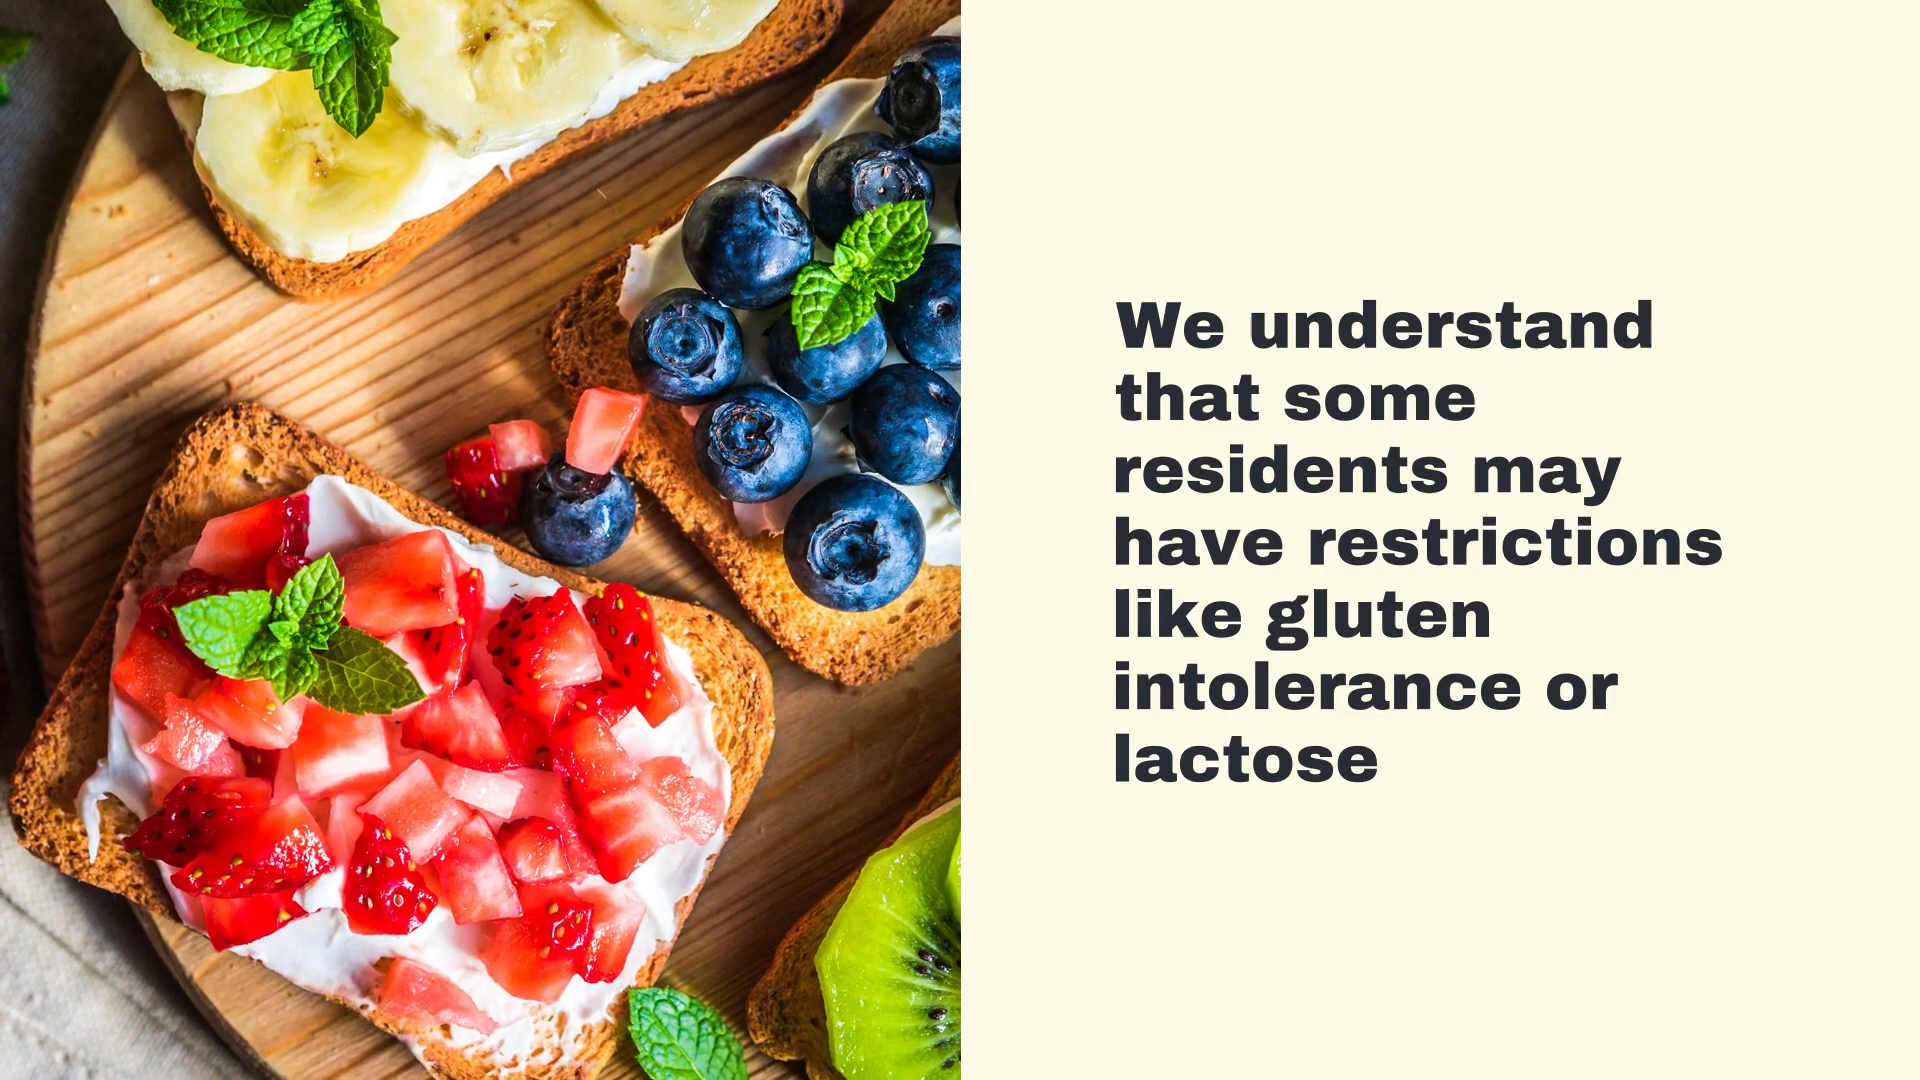 We understand
that some
residents may
have restrictions
like gluten
intolerance or
lactose